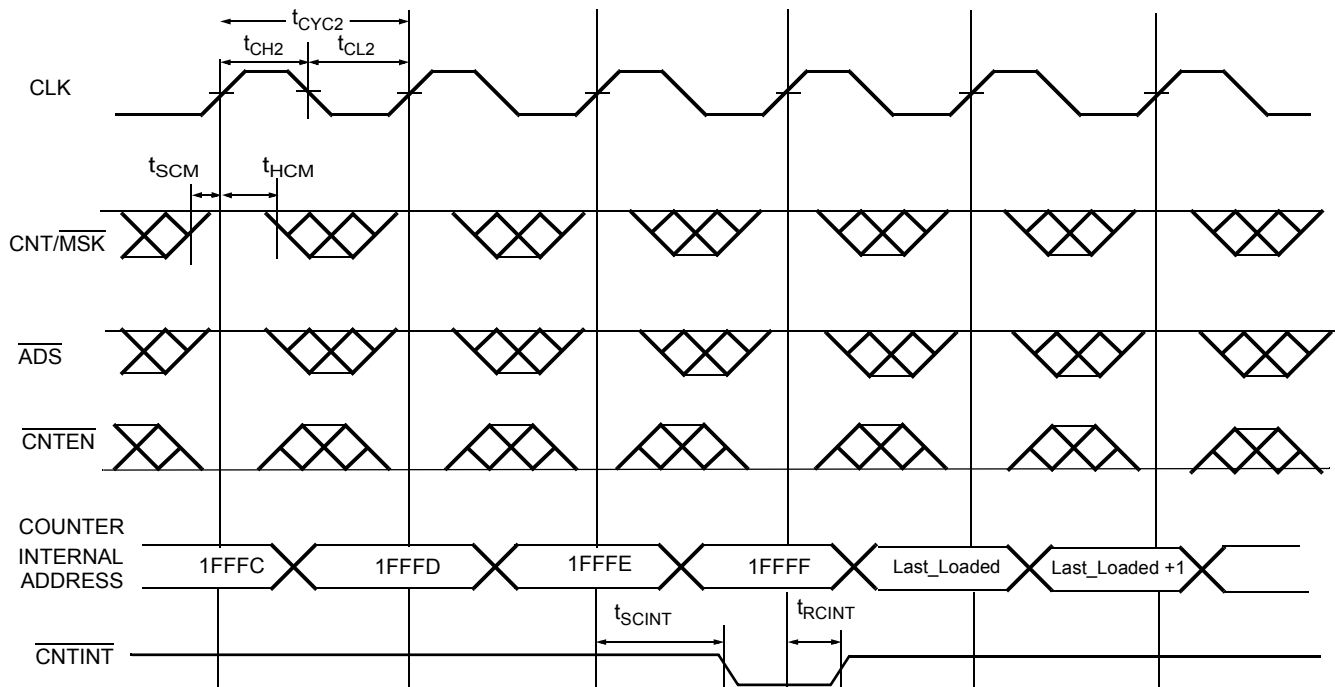 tCYC2
tCH2
tCL2
CLK
tSCM
tHCM
CNT/MSK
ADS
CNTEN
COUNTER
INTERNAL
ADDRESS
1FFFC
1FFFD
1FFFE
1FFFF
Last_Loaded
Last_Loaded +1
tSCINT
tRCINT
CNTINT